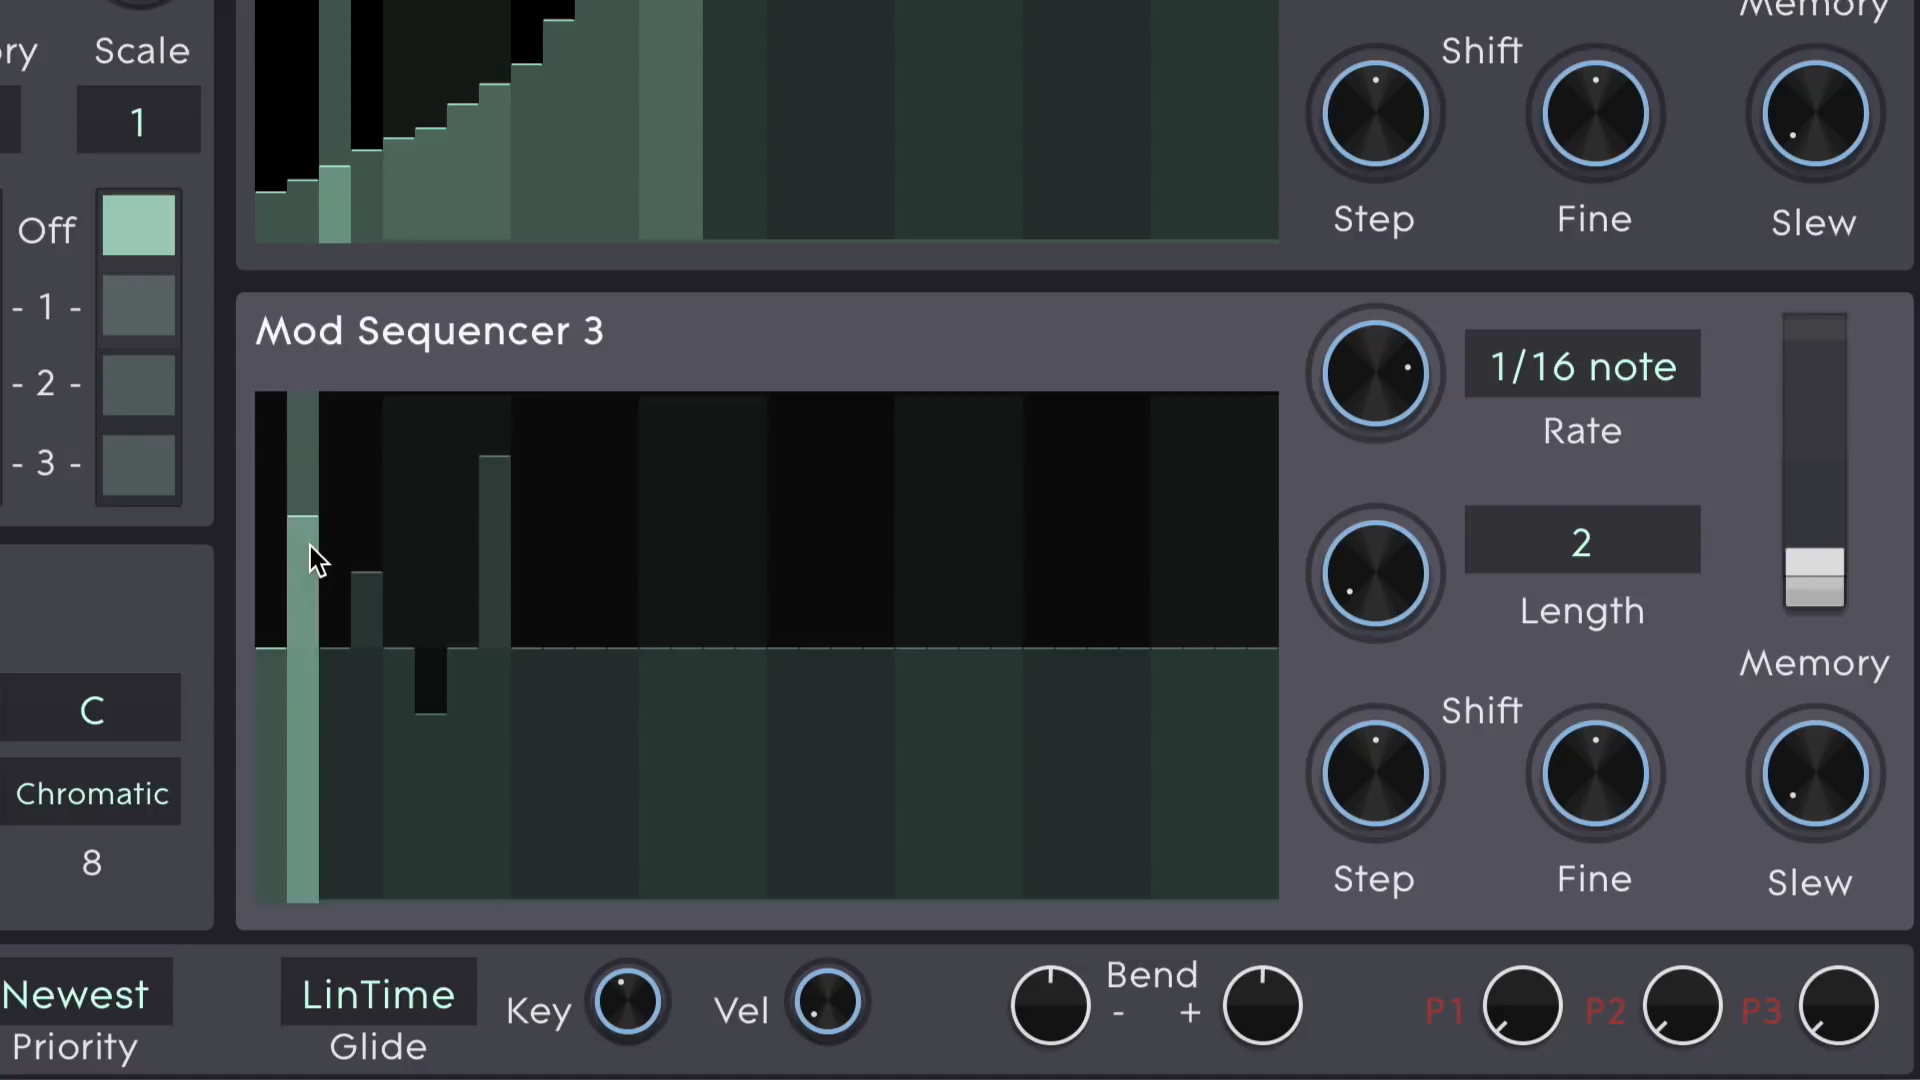 Memory
ry
Scale
Shift
1
Step
Fine
Slew
Off
- 1 -
- 2 -
- 3 -
Mod Sequencer 3
1/16 note
Rate
2
Length
Memory
Shift
C
Chromatic
8
Step
Fine
Slew
Newest
Priority
LinTime
Glide
Key
Vel
Bend
- +
P1
P2
P3